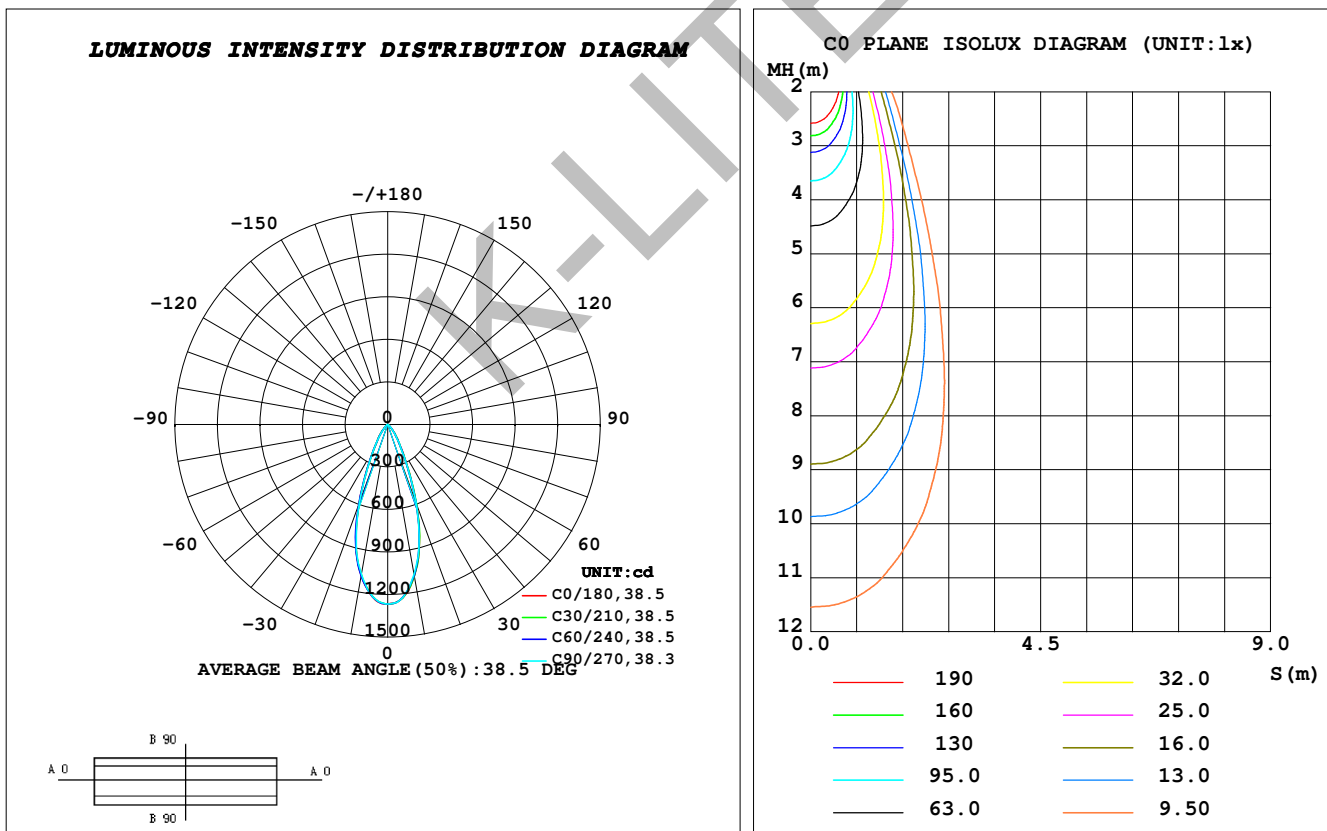 LUMINOUS INTENSITY DISTRIBUTION DIAGRAM
-/+180
-150
150
-120
120
-90
90
-60
60
-30
30
0
0
300
600
900
1200
1500
UNIT:cd
C0/180,38.5
C30/210,38.5
C60/240,38.5
C90/270,38.3
AVERAGE BEAM ANGLE(50%):38.5 DEG
B 90
A 0
A 0
B 90
K-LITE
C0 PLANE ISOLUX DIAGRAM (UNIT:lx)
MH(m)
2
3
4
5
6
7
8
9
10
11
12
0.0
4.5
9.0
S(m)
190
160
130
95.0
63.0
32.0
25.0
16.0
13.0
9.50